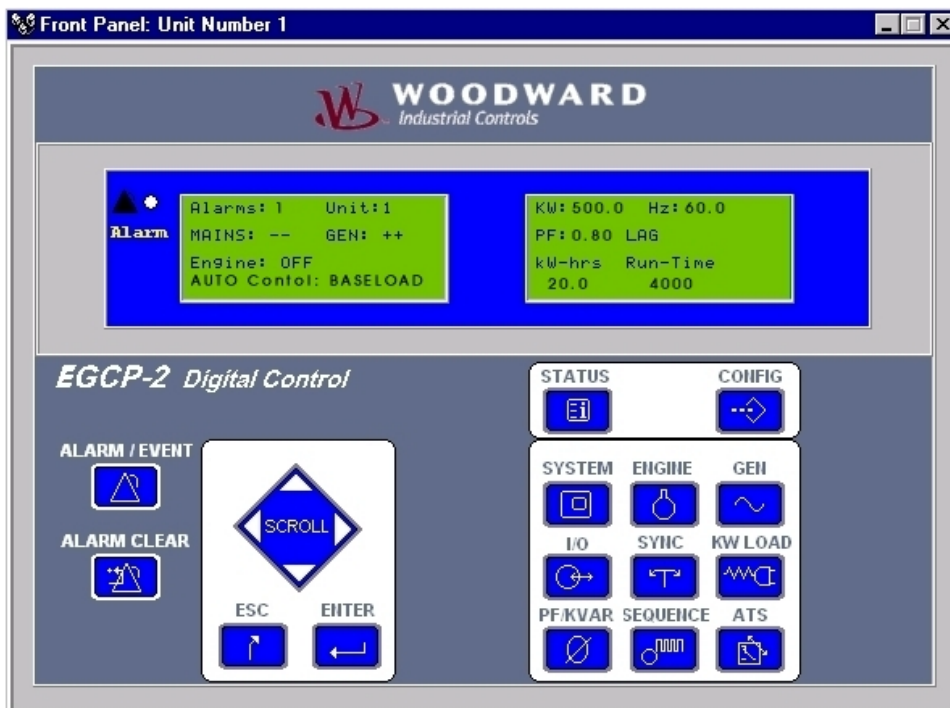 Front Panel: Unit Number 1
WOODWARD
Industrial Controls
Alarm
Alarms: 1 Unit:1
MAINS: -- GEN: ++
Engine: OFF
AUTO Contol: BASELOAD
KW: 500.0 Hz: 60.0
PF: 0.80 LAG
kW-hrs Run-Time
20.0 4000
EGCP-2 Digital Control
STATUS CONFIG
ALARM / EVENT
ALARM CLEAR
SCROLL
ESC ENTER
SYSTEM ENGINE GEN
I/O SYNC KW LOAD
PF/KVAR SEQUENCE ATS